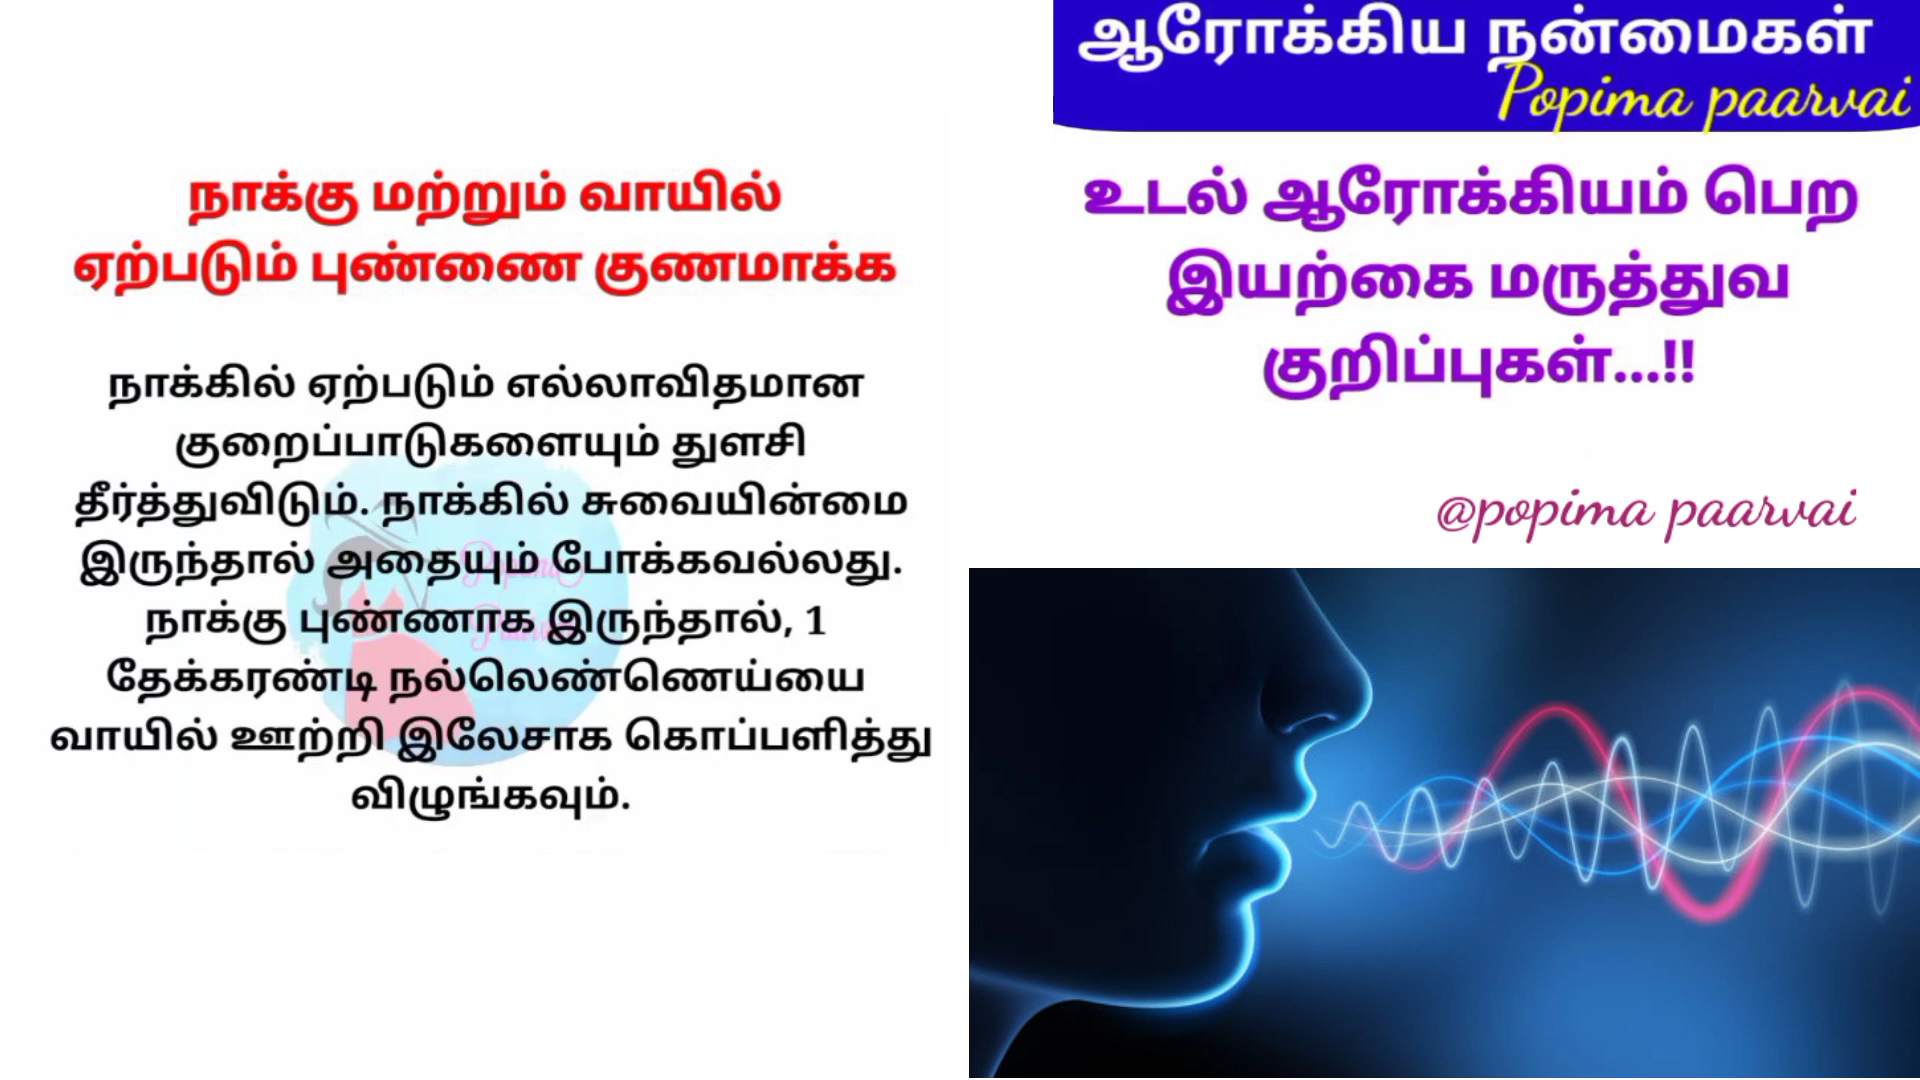 நாக்கு மற்றும் வாயில்
ஏற்படும் புண்ணை குணமாக்க
நாக்கில் ஏற்படும் எல்லாவிதமான
குறைப்பாடுகளையும் துளசி
தீர்த்துவிடும். நாக்கில் சுவையின்மை
இருந்தால் அதையும் போக்கவல்லது.
நாக்கு புண்ணாக இருந்தால், 1
தேக்கரண்டி நல்லெண்ணெய்யை
வாயில் ஊற்றி இலேசாக கொப்பளித்து
விழுங்கவும்.
ஆரோக்கிய நன்மைகள்
Popima paarvai
உடல் ஆரோக்கியம் பெற
இயற்கை மருத்துவ
குறிப்புகள்...!!
@popima paarvai